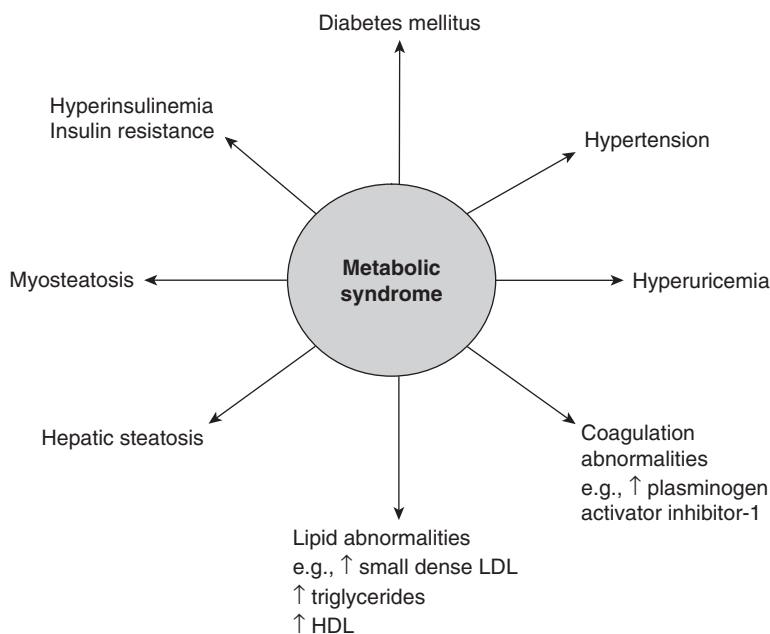 Diabetes mellitus
Hyperinsulinemia
Insulin resistance
Hypertension
Metabolic
syndrome
Myosteatosis
Hyperuricemia
Hepatic steatosis
Coagulation
abnormalities
e.g., ↑ plasminogen
activator inhibitor-1
Lipid abnormalities
e.g., ↑ small dense LDL
↑ triglycerides
↑ HDL